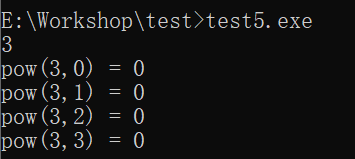 E:\Workshop\test>test5.exe
3
pow(3,0) = 0
pow(3,1) = 0
pow(3,2) = 0
pow(3,3) = 0